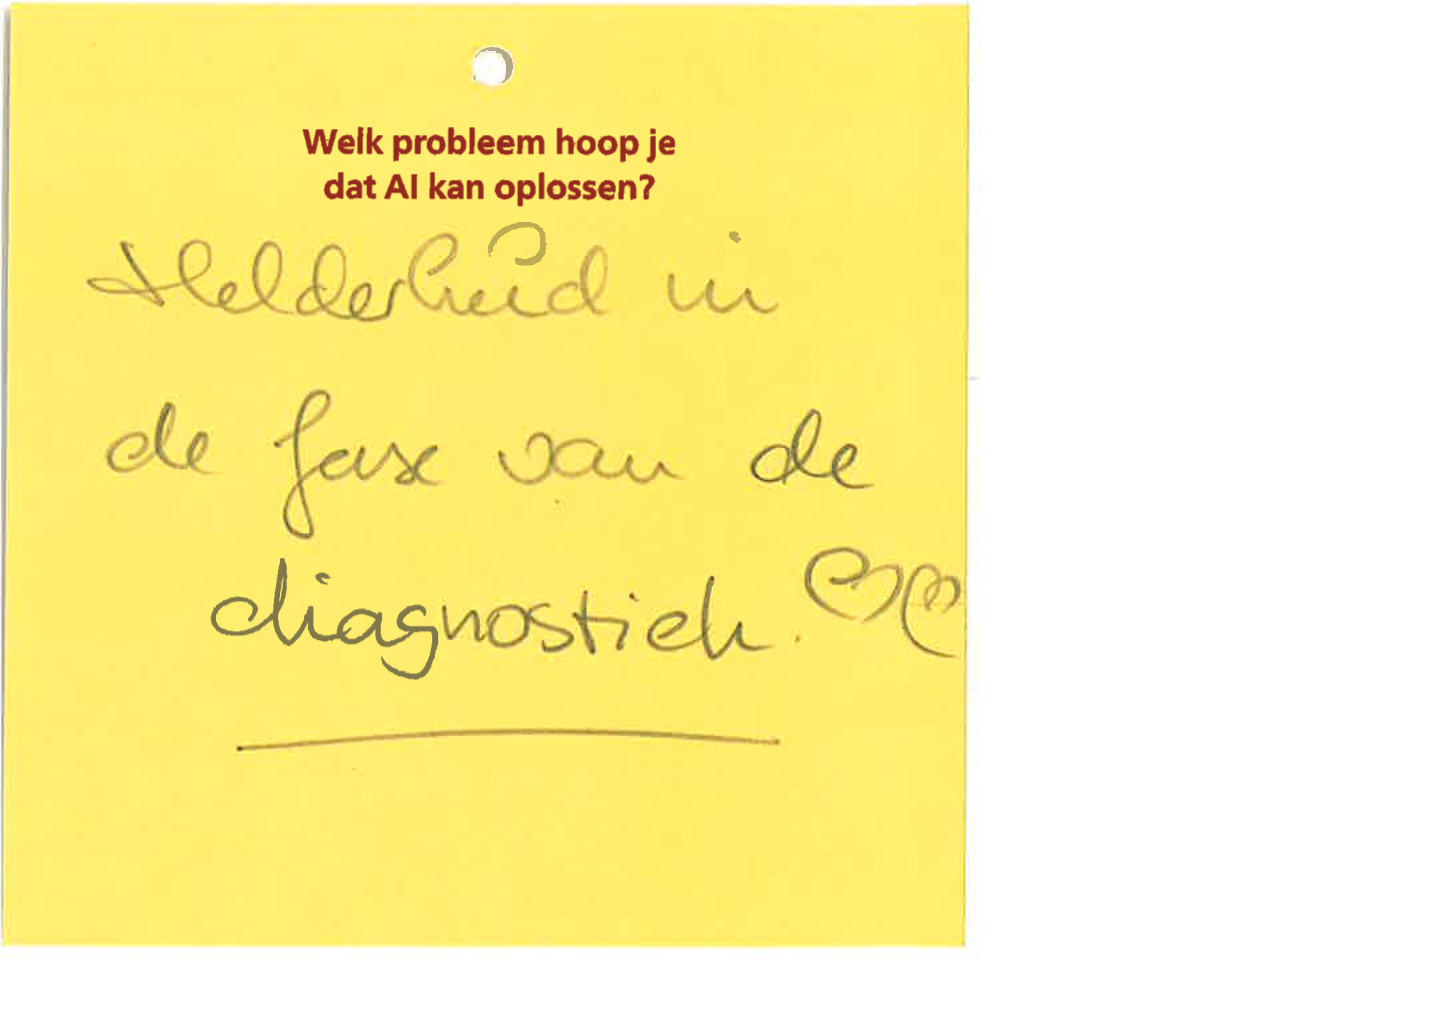 Welk probleem hoop je
dat AI kan oplossen?
Helderheid in
de fase van de
diagnostiek.